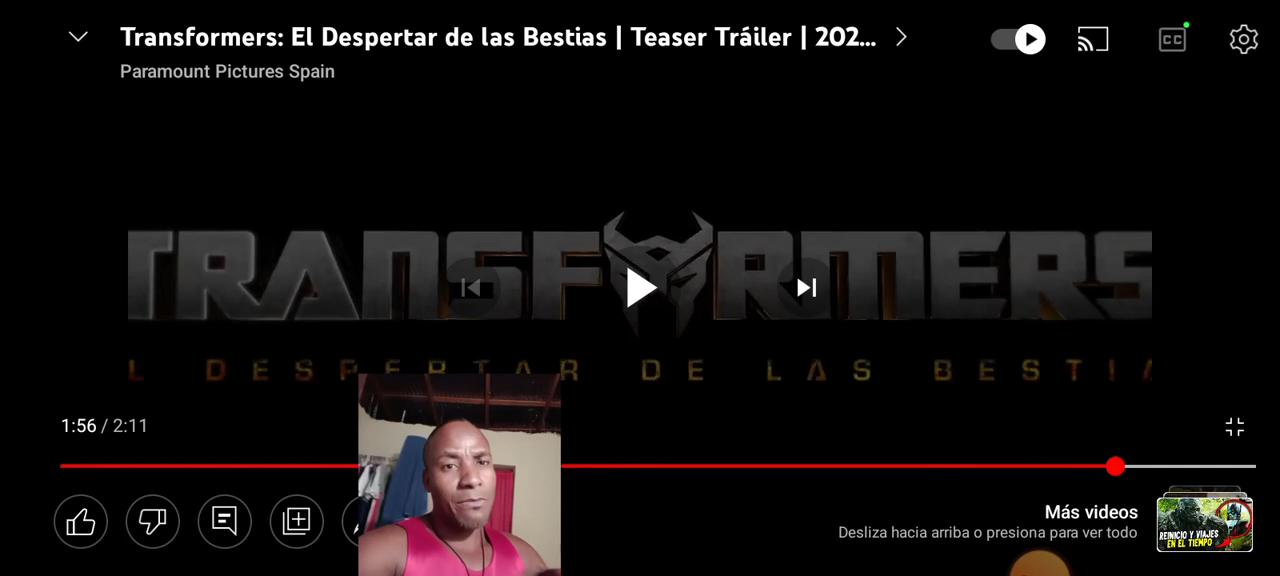 Transformers: El Despertar de las Bestias | Teaser Tráiler | 202...
Paramount Pictures Spain
CC
TRANSFORMERS
L DESPERTAR DE LAS BESTIA
1:56 / 2:11
Más videos
Desliza hacia arriba o presiona para ver todo
REINICIO Y VIAJES
EN EL TIEMPO